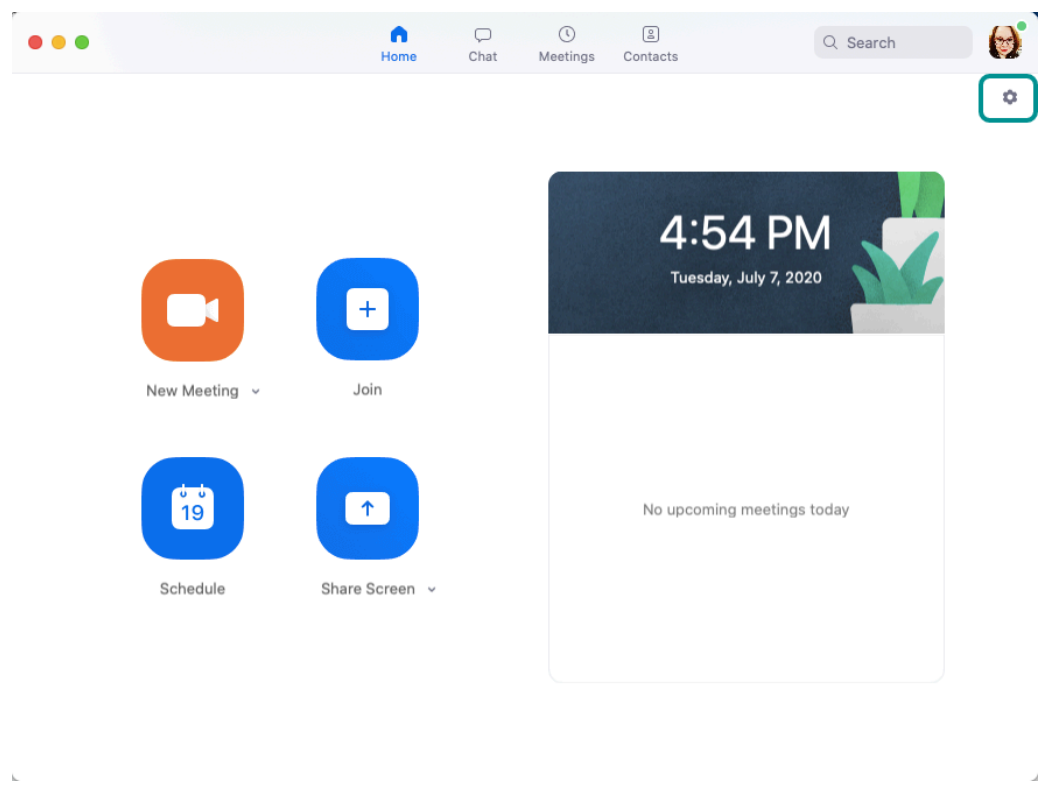 Home
Chat
Meetings
Contacts
Search
4:54 PM
Tuesday, July 7, 2020
New Meeting
Join
19
Schedule
Share Screen
No upcoming meetings today